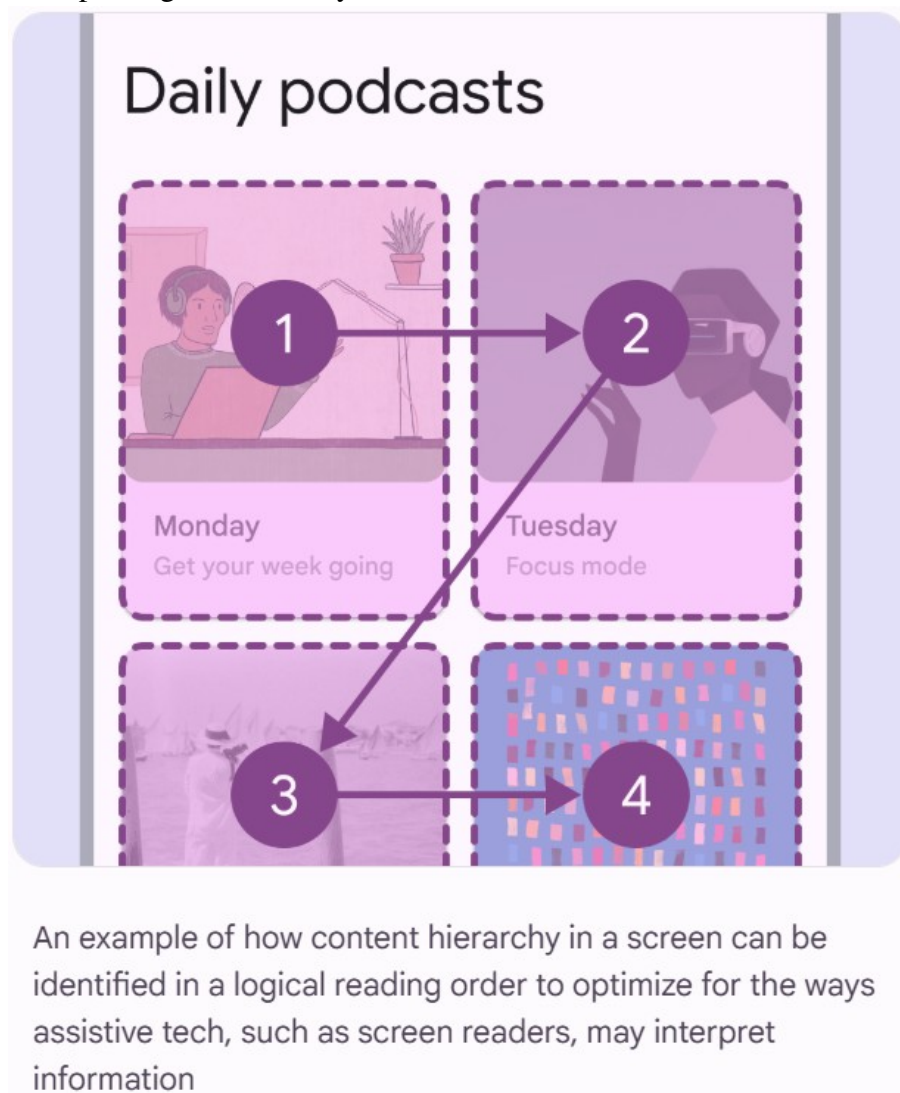 Daily podcasts
1
2
Monday
Get your week going
Tuesday
Focus mode
3
4
An example of how content hierarchy in a screen can be
identified in a logical reading order to optimize for the ways
assistive tech, such as screen readers, may interpret
information